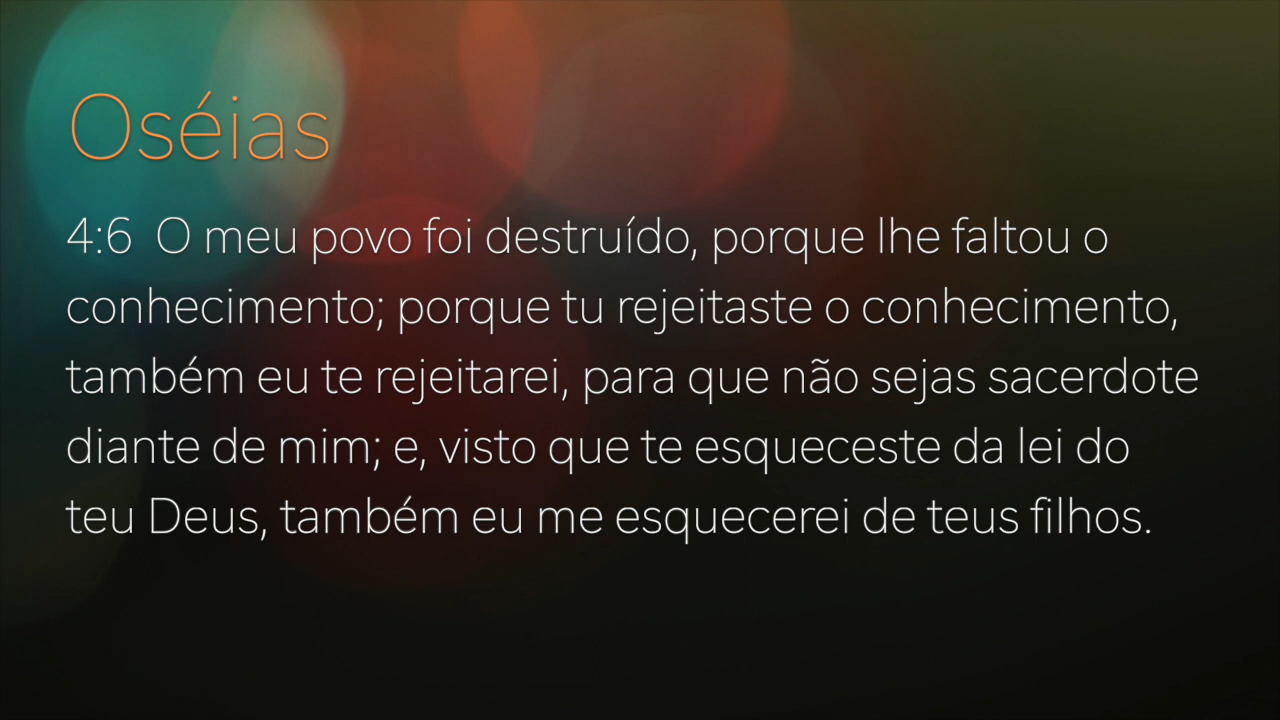 Oséias
4:6 O meu povo foi destruído, porque lhe faltou o
conhecimento; porque tu rejeitaste o conhecimento,
também eu te rejeitarei, para que não sejas sacerdote
diante de mim; e, visto que te esqueceste da lei do
teu Deus, também eu me esquecerei de teus filhos.